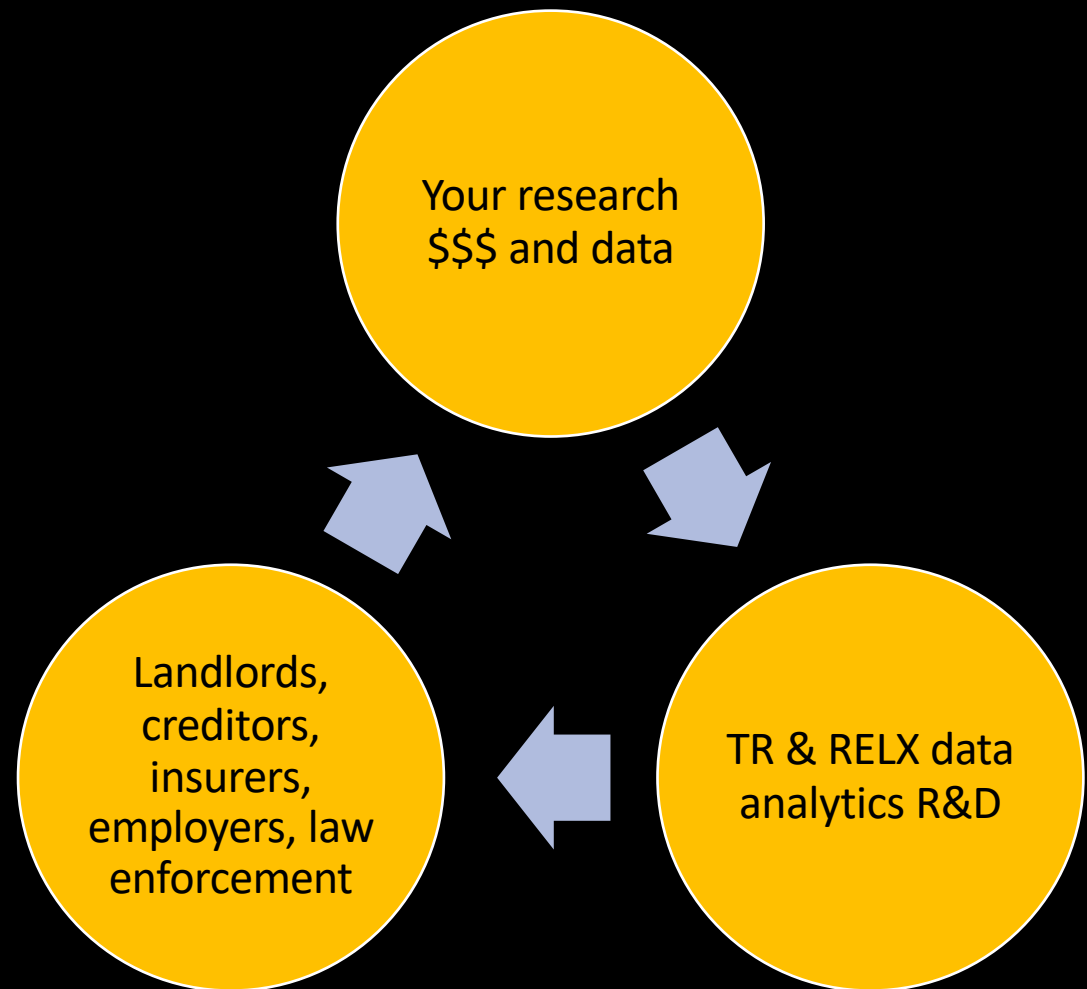 Your research
$$$ and data
TR & RELX data
analytics R&D
Landlords,
creditors,
insurers,
employers, law
enforcement